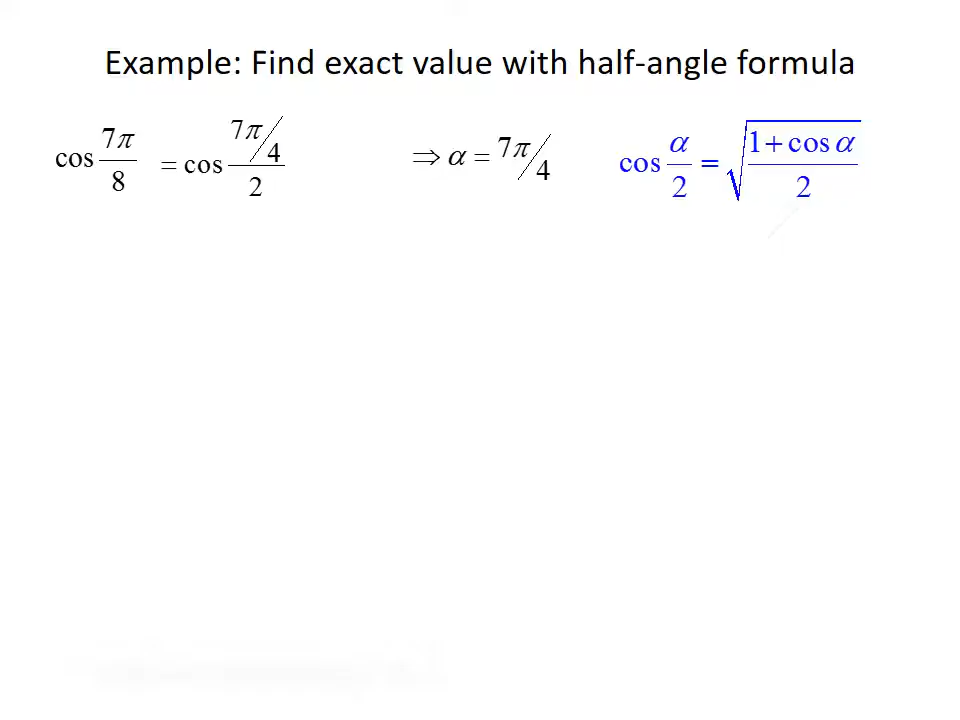 Example: Find exact value with half-angle formula
cos 7π/8 = cos (7π/4)/2 ⇒ α = 7π/4 cos α/2 = √((1 + cos α)/2)